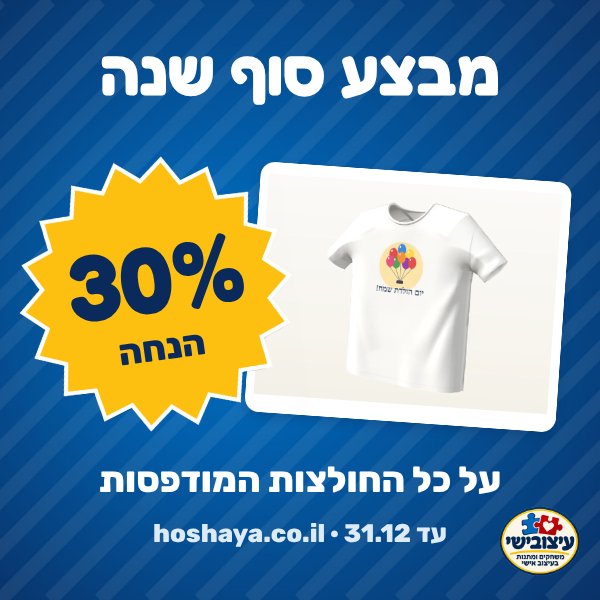 מבצע סוף שנה
30%
הנחה
יום הולדת שמח!
על כל החולצות המודפסות
עד 31.12 • hoshaya.co.il
עיצובישי
משחקים ומתנות
בעיצוב אישי